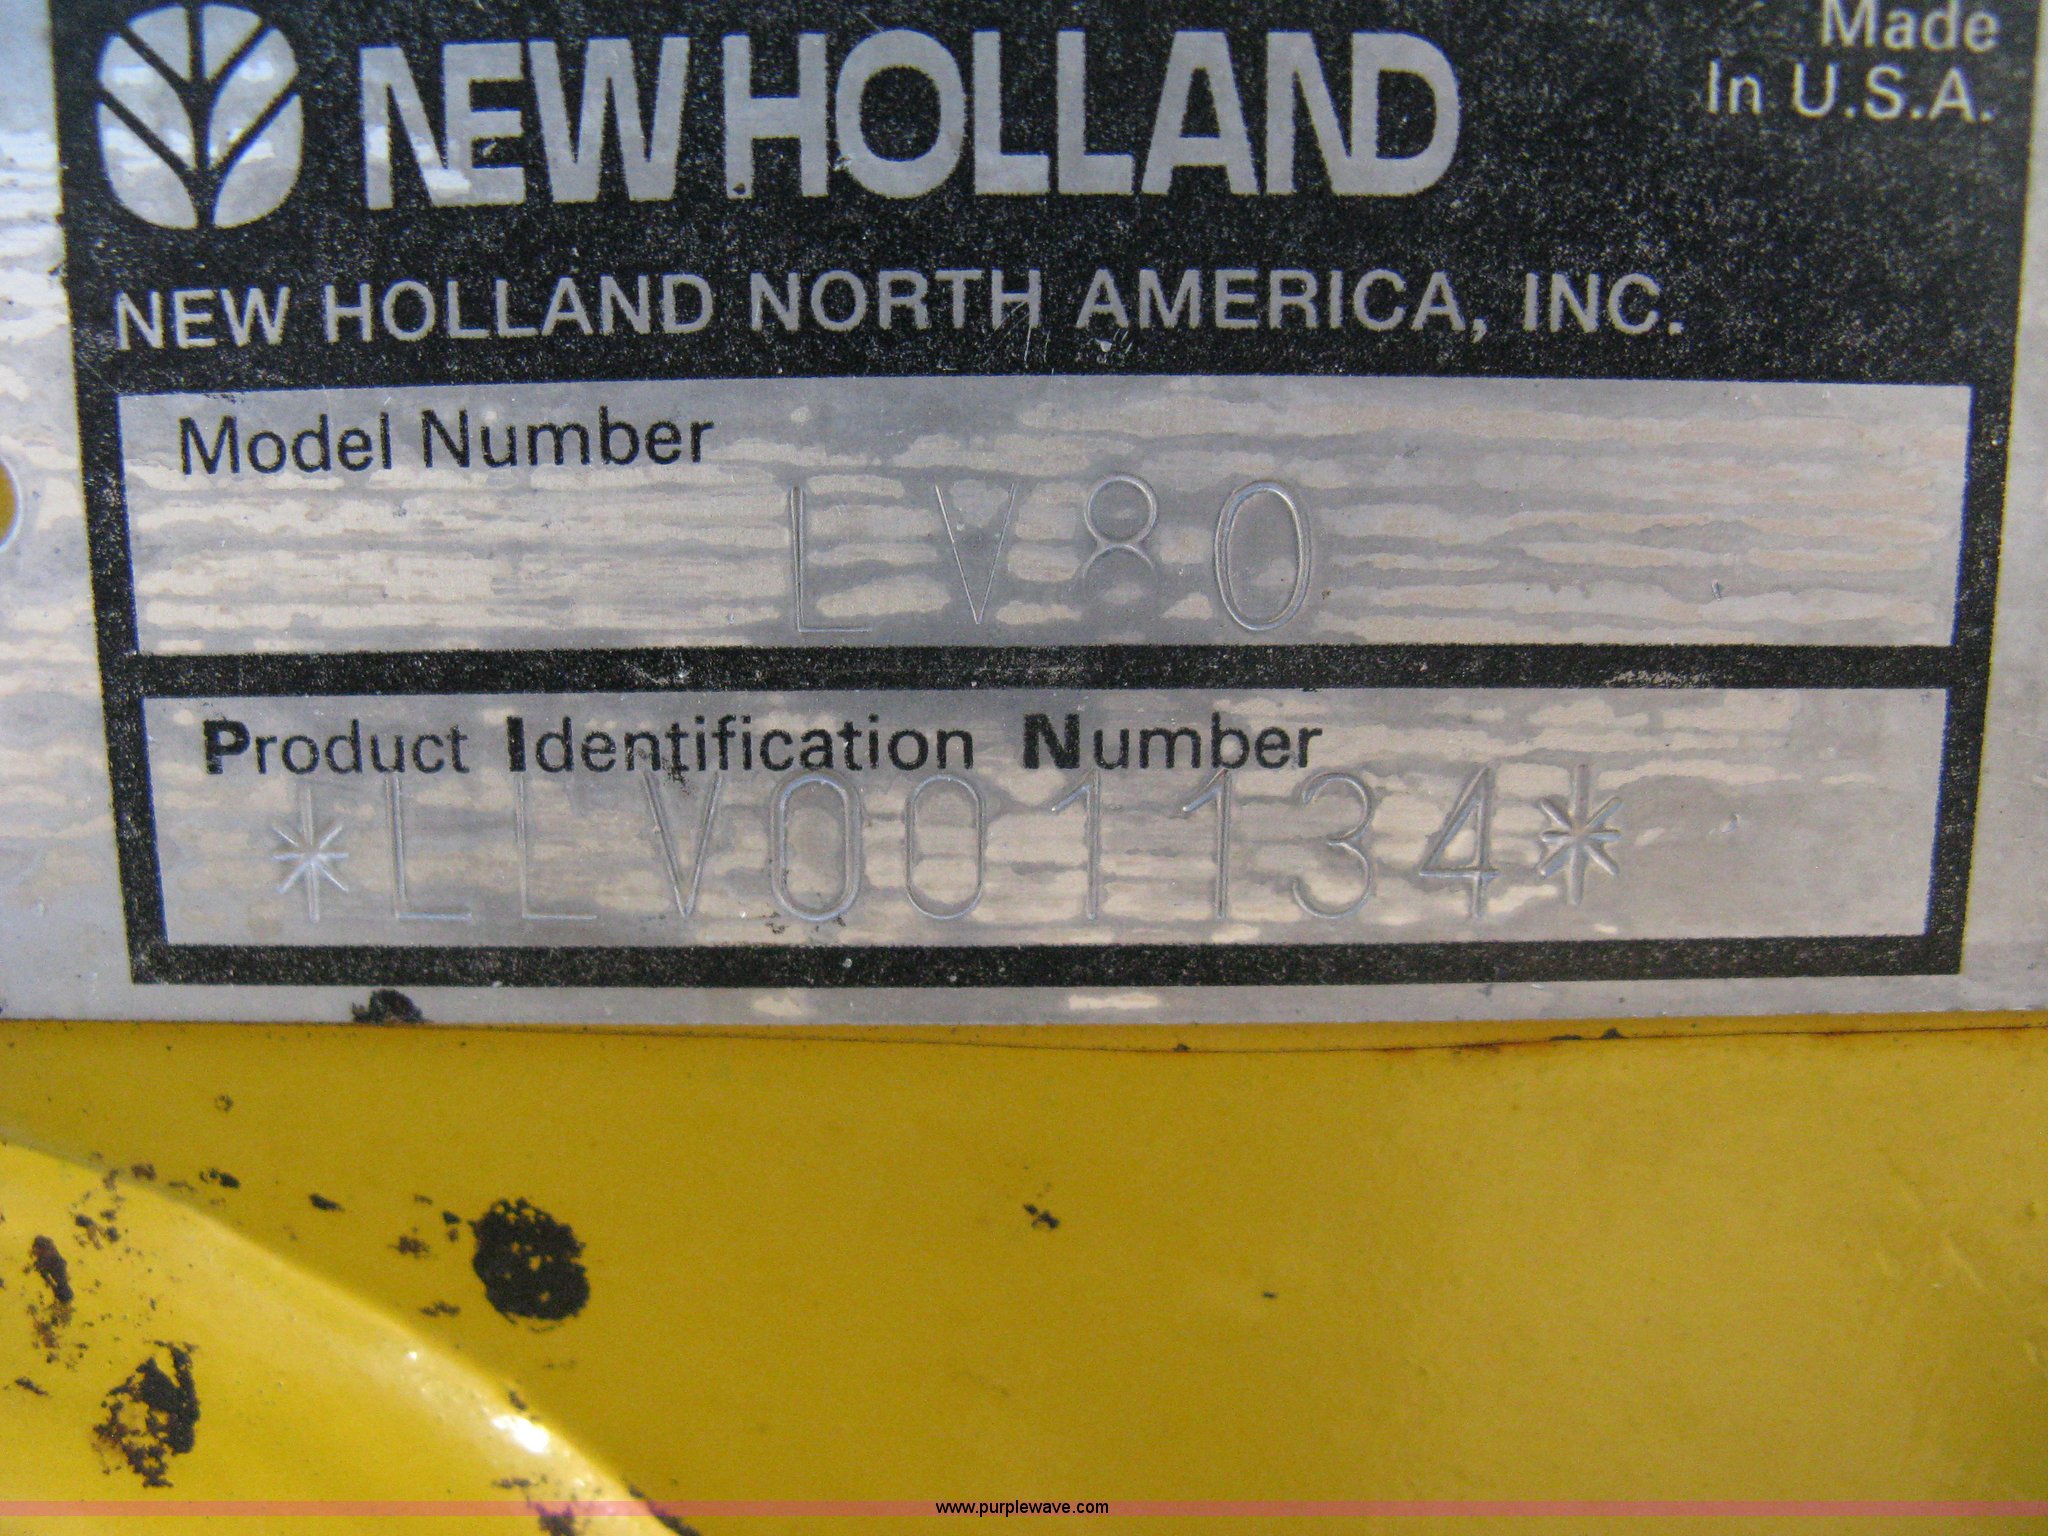 NEW HOLLAND
Made
In U.S.A.
NEW HOLLAND NORTH AMERICA, INC.
Model Number
LV80
Product Identification Number
*LLV001134*
www.purplewave.com